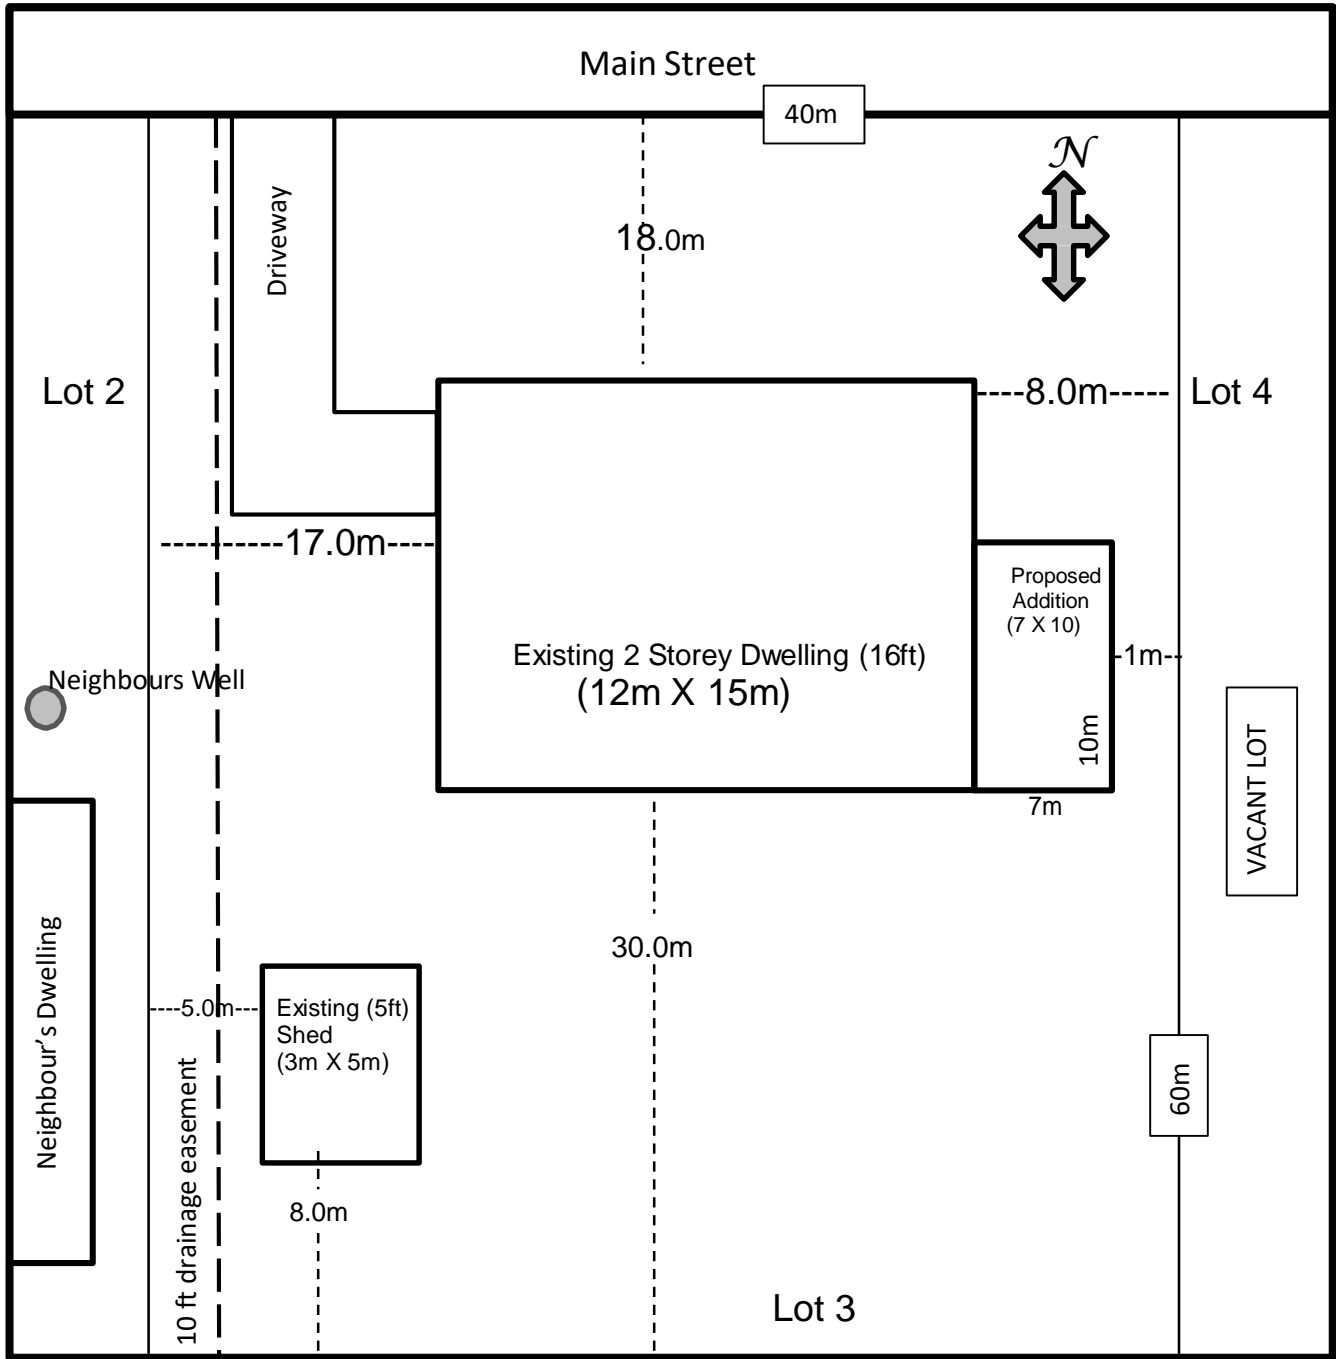 Main Street
40m
N
Driveway
18.0m
Lot 2
8.0m
Lot 4
17.0m
Proposed
Addition
(7 X 10)
Existing 2 Storey Dwelling (16ft)
(12m X 15m)
1m
Neighbours Well
10m
7m
VACANT LOT
30.0m
Neighbour's Dwelling
5.0m
Existing (5ft)
Shed
(3m X 5m)
60m
10 ft drainage easement
8.0m
Lot 3